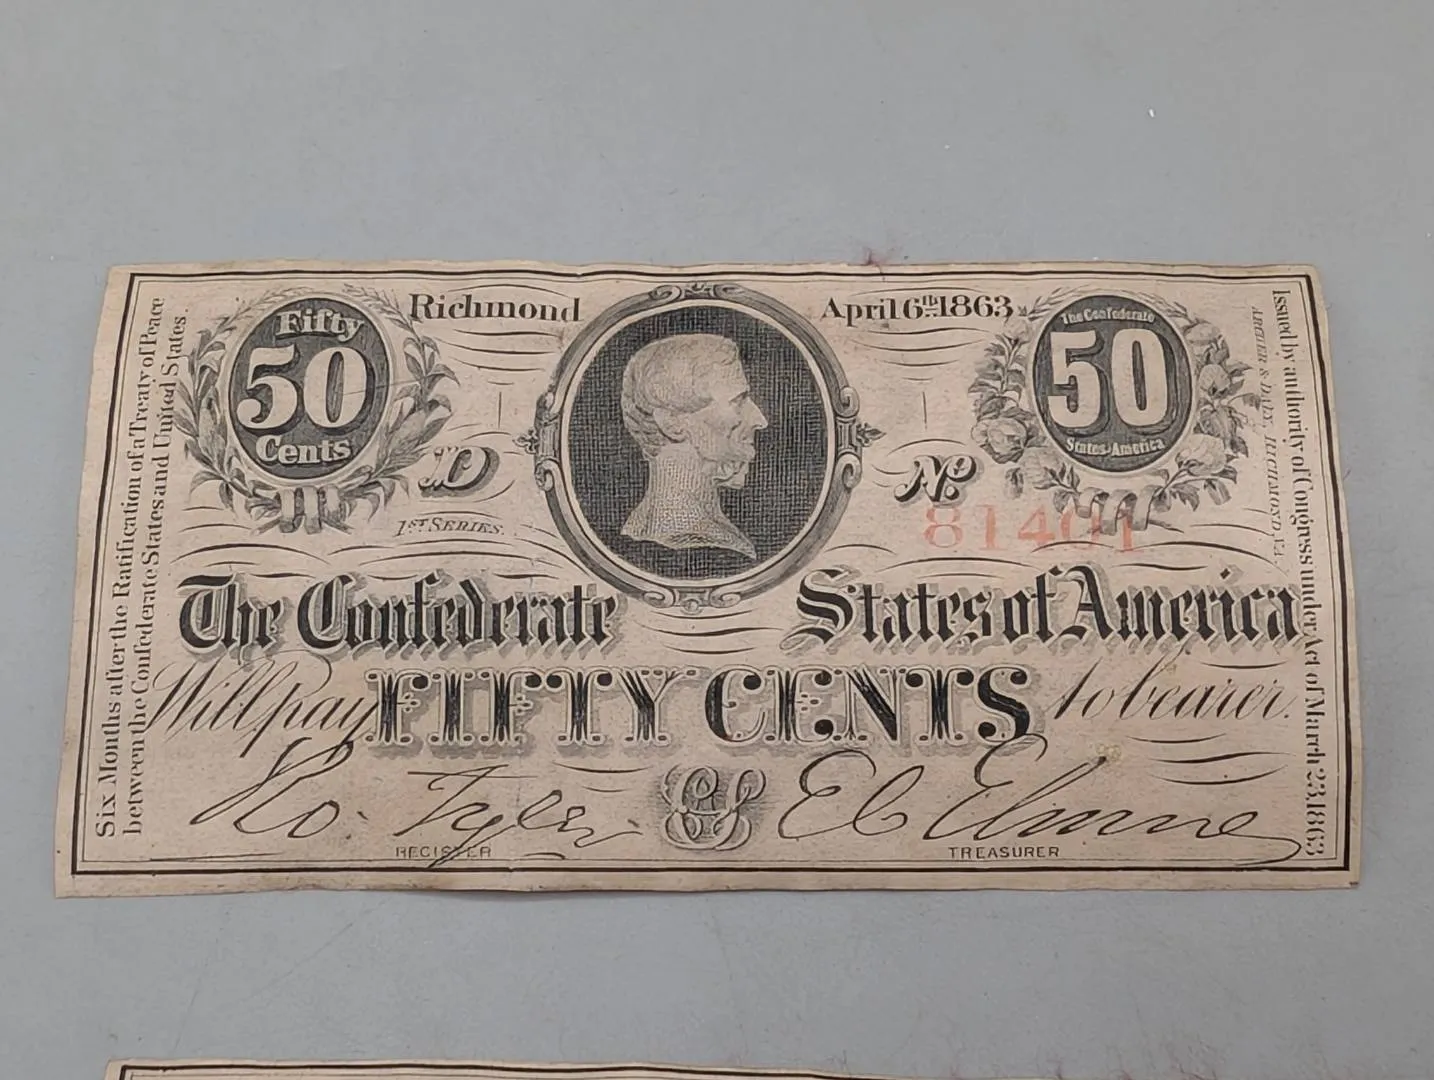 Six Months after the Ratification of a Treaty of Peace
between the Confederate States and United States.
Fifty
50
Cents
Richmond
April 6th 1863
The Confederate
50
States America
D
No
1ST SERIES.
81401
The Confederate States of America
Will pay FIFTY CENTS to bearer.
Ro. Tyler
REGISTER
CS
E C Elmore
TREASURER
ARCHER & DALY, RICHMOND, VA.
Issued by authority of Congress under Act of March 23, 1863